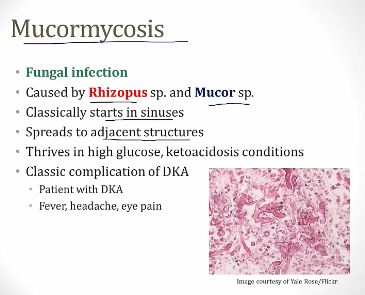 Mucormycosis
• Fungal infection
• Caused by Rhizopus sp. and Mucor sp.
• Classically starts in sinuses
• Spreads to adjacent structures
• Thrives in high glucose, ketoacidosis conditions
• Classic complication of DKA
• Patient with DKA
• Fever, headache, eye pain
Image courtesy of Yale Rose/Flickr